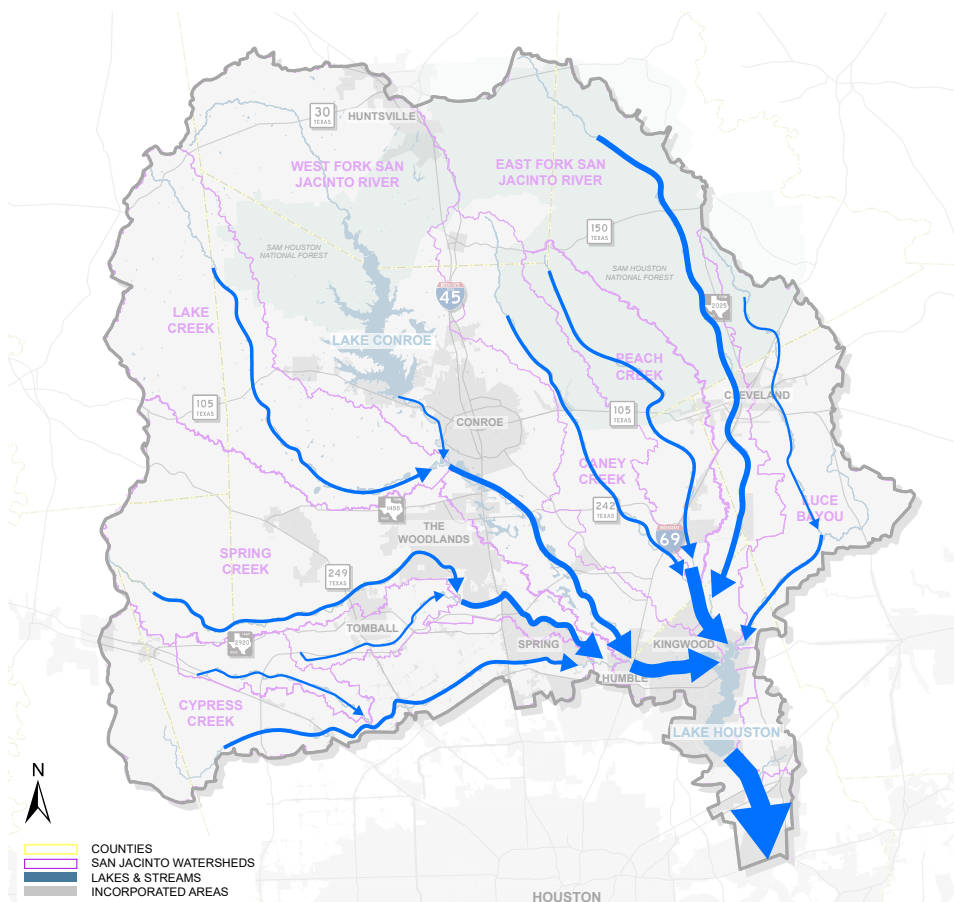 30
TEXAS
HUNTSVILLE
WEST FORK SAN
JACINTO RIVER
EAST FORK SAN
JACINTO RIVER
150
TEXAS
SAM HOUSTON
NATIONAL FOREST
SAM HOUSTON
NATIONAL FOREST
45
2025
LAKE
CREEK
LAKE CONROE
PEACH
CREEK
CLEVELAND
105
TEXAS
105
TEXAS
CONROE
CANEY
CREEK
242
TEXAS
LUCE
BAYOU
1488
THE
WOODLANDS
69
SPRING
CREEK
249
TEXAS
TOMBALL
2920
SPRING
KINGWOOD
HUMBLE
CYPRESS
CREEK
LAKE HOUSTON
N
COUNTIES
SAN JACINTO WATERSHEDS
LAKES & STREAMS
INCORPORATED AREAS
HOUSTON